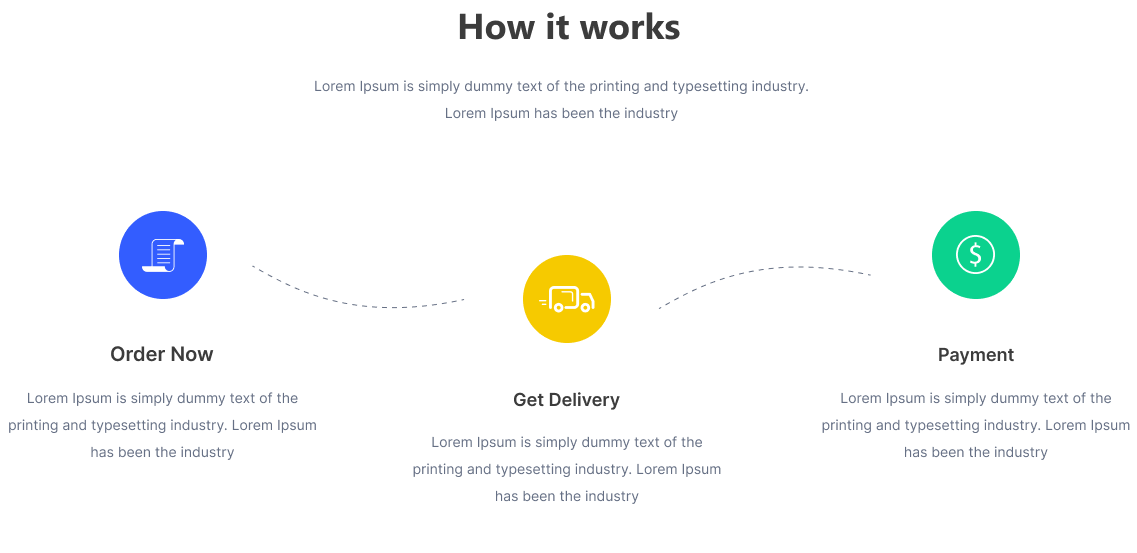 How it works
Lorem Ipsum is simply dummy text of the printing and typesetting industry.
Lorem Ipsum has been the industry
$
Order Now
Lorem Ipsum is simply dummy text of the
printing and typesetting industry. Lorem Ipsum
has been the industry
Get Delivery
Lorem Ipsum is simply dummy text of the
printing and typesetting industry. Lorem Ipsum
has been the industry
Payment
Lorem Ipsum is simply dummy text of the
printing and typesetting industry. Lorem Ipsum
has been the industry